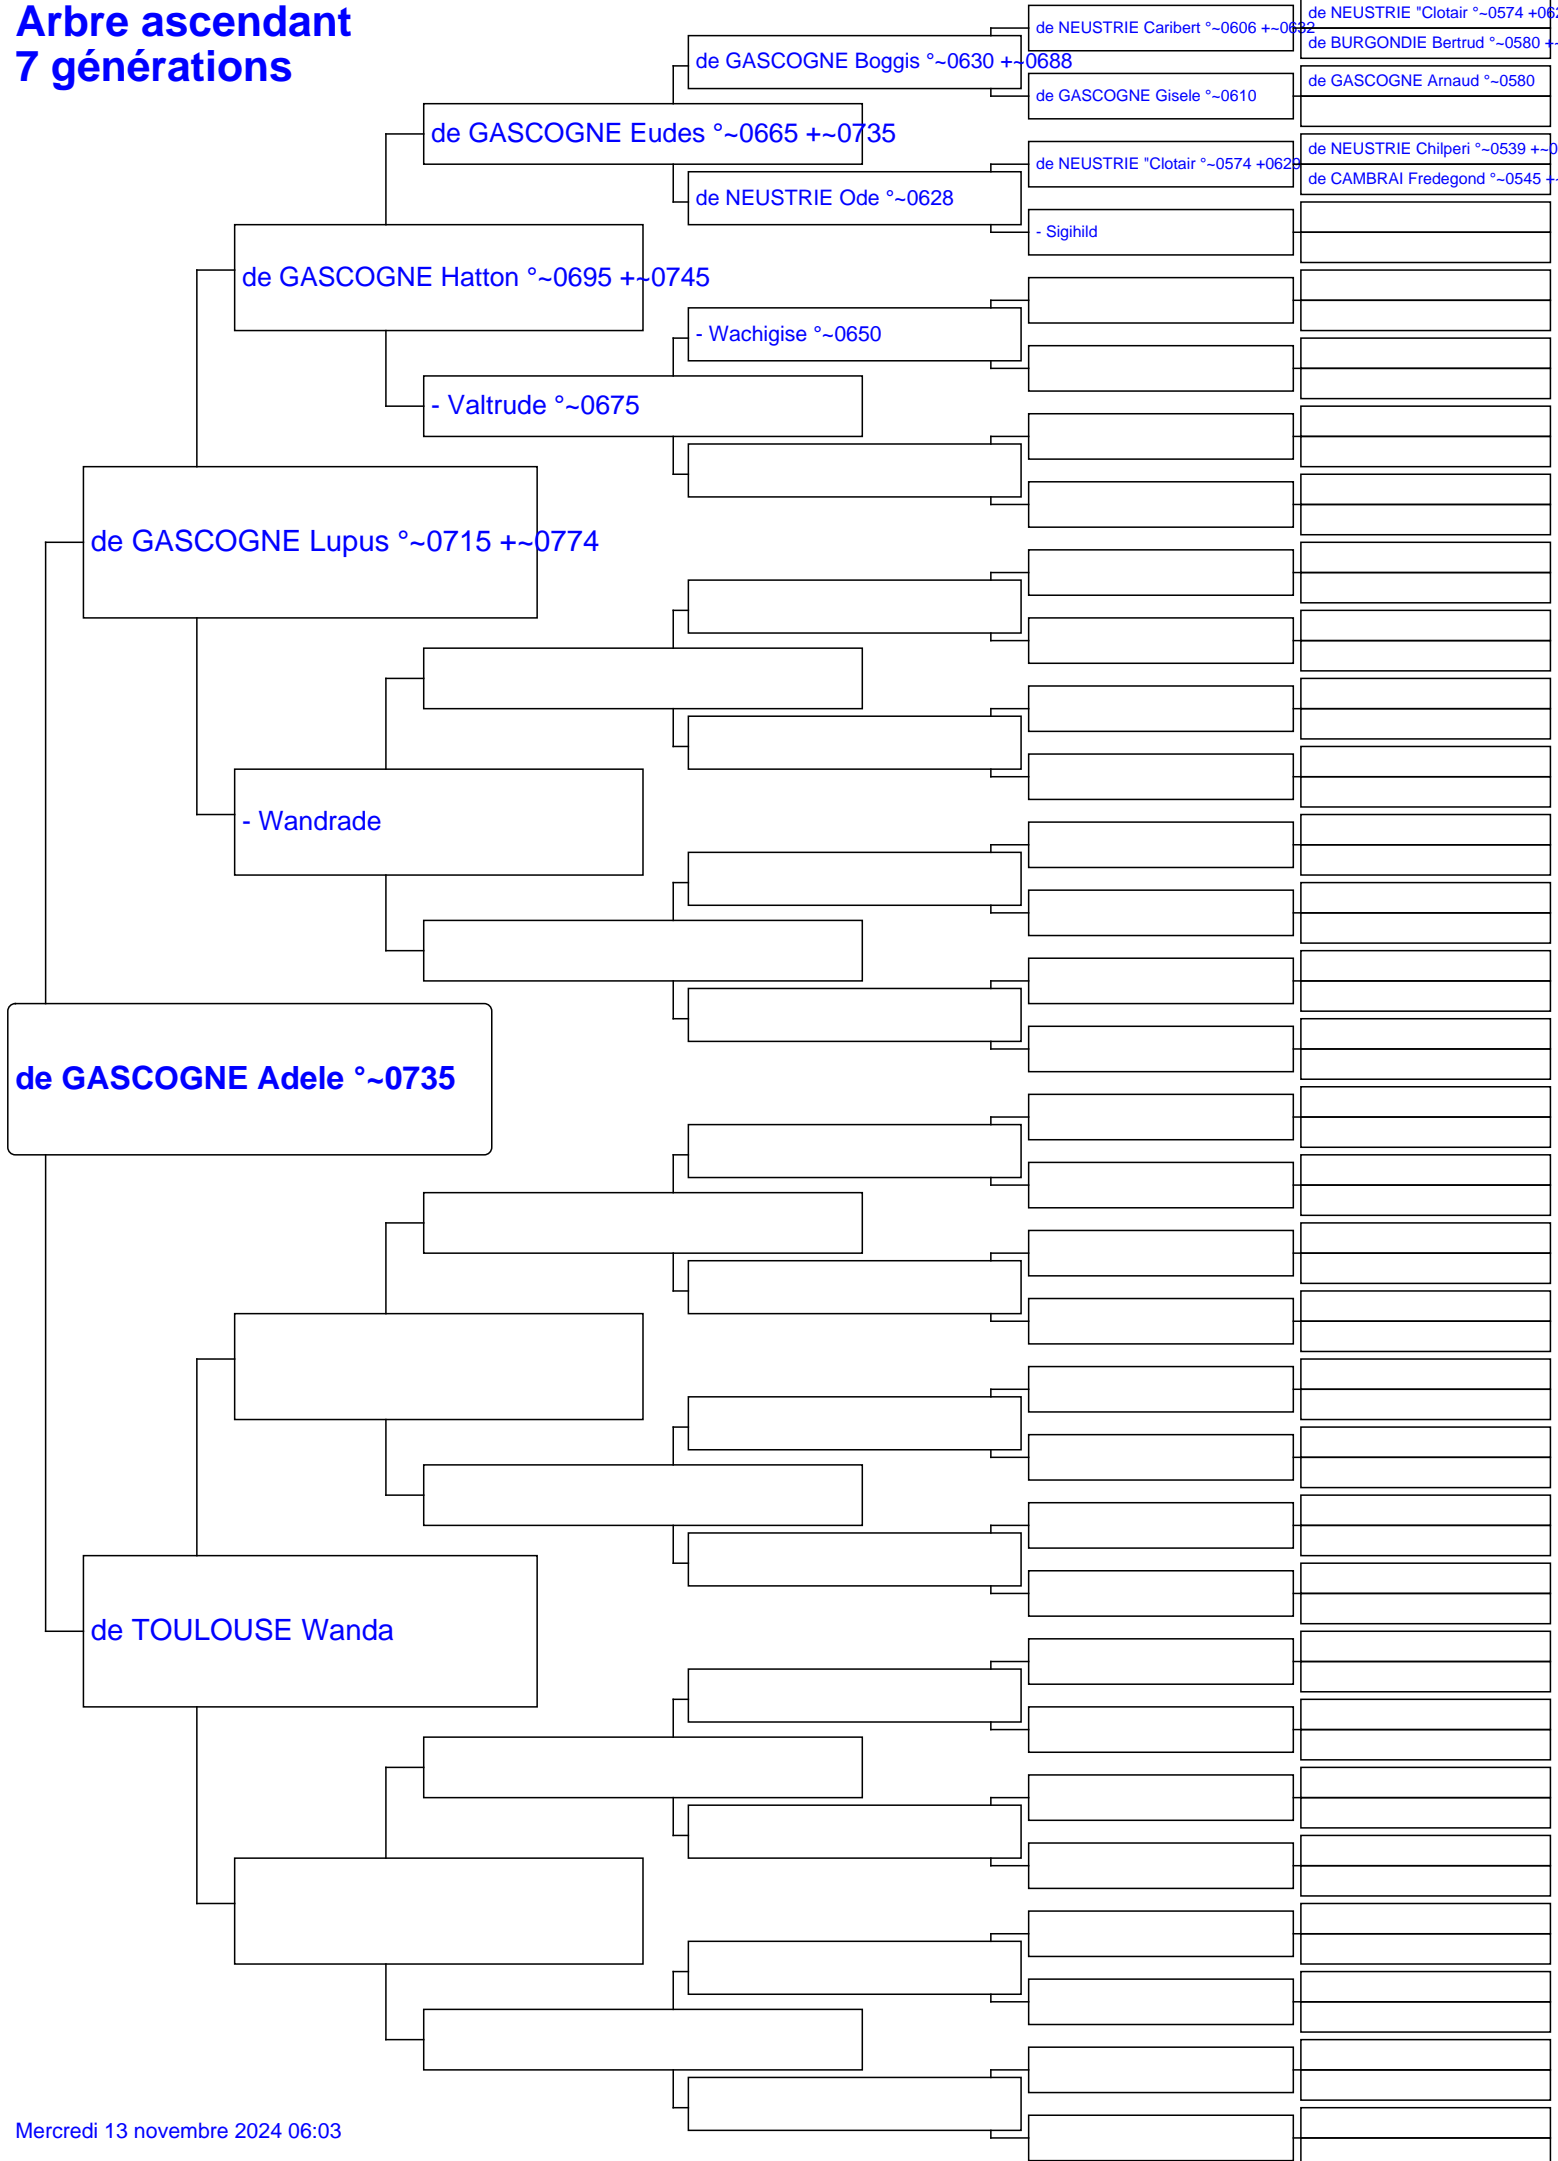 Arbre ascendant
7 générations
de NEUSTRIE "Clotair °~0574
de NEUSTRIE Caribert °~0606 +~0632
de BURGONDIE Bertrud °~0580
de GASCOGNE Boggis °~0630 +~0688
de GASCOGNE Arnaud °~0580
de GASCOGNE Gisele °~0610
de GASCOGNE Eudes °~0665 +~0735
de NEUSTRIE Chilperi °~0539
de NEUSTRIE "Clotair °~0574 +0629
de CAMBRAI Fredegond °~0545
de NEUSTRIE Ode °~0628
- Sigihild
de GASCOGNE Hatton °~0695 +~0745
- Wachigise °~0650
- Valtrude °~0675
de GASCOGNE Lupus °~0715 +~0774
- Wandrade
de GASCOGNE Adele °~0735
de TOULOUSE Wanda
Mercredi 13 novembre 2024 06:03